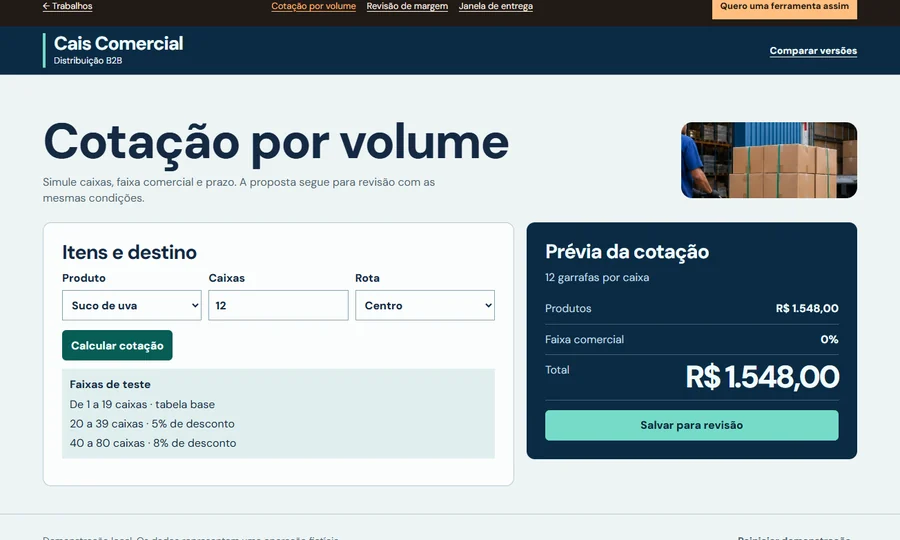 ← Trabalhos
Cotação por volume
Revisão de margem
Janela de entrega
Quero uma ferramenta assim
Cais Comercial
Distribuição B2B
Comparar versões
Cotação por volume
Simule caixas, faixa comercial e prazo. A proposta segue para revisão com as
mesmas condições.
Itens e destino
Produto
Caixas
Rota
Suco de uva
12
Centro
Calcular cotação
Faixas de teste
De 1 a 19 caixas · tabela base
20 a 39 caixas · 5% de desconto
40 a 80 caixas · 8% de desconto
Prévia da cotação
12 garrafas por caixa
Produtos
R$ 1.548,00
Faixa comercial
0%
Total
R$ 1.548,00
Salvar para revisão